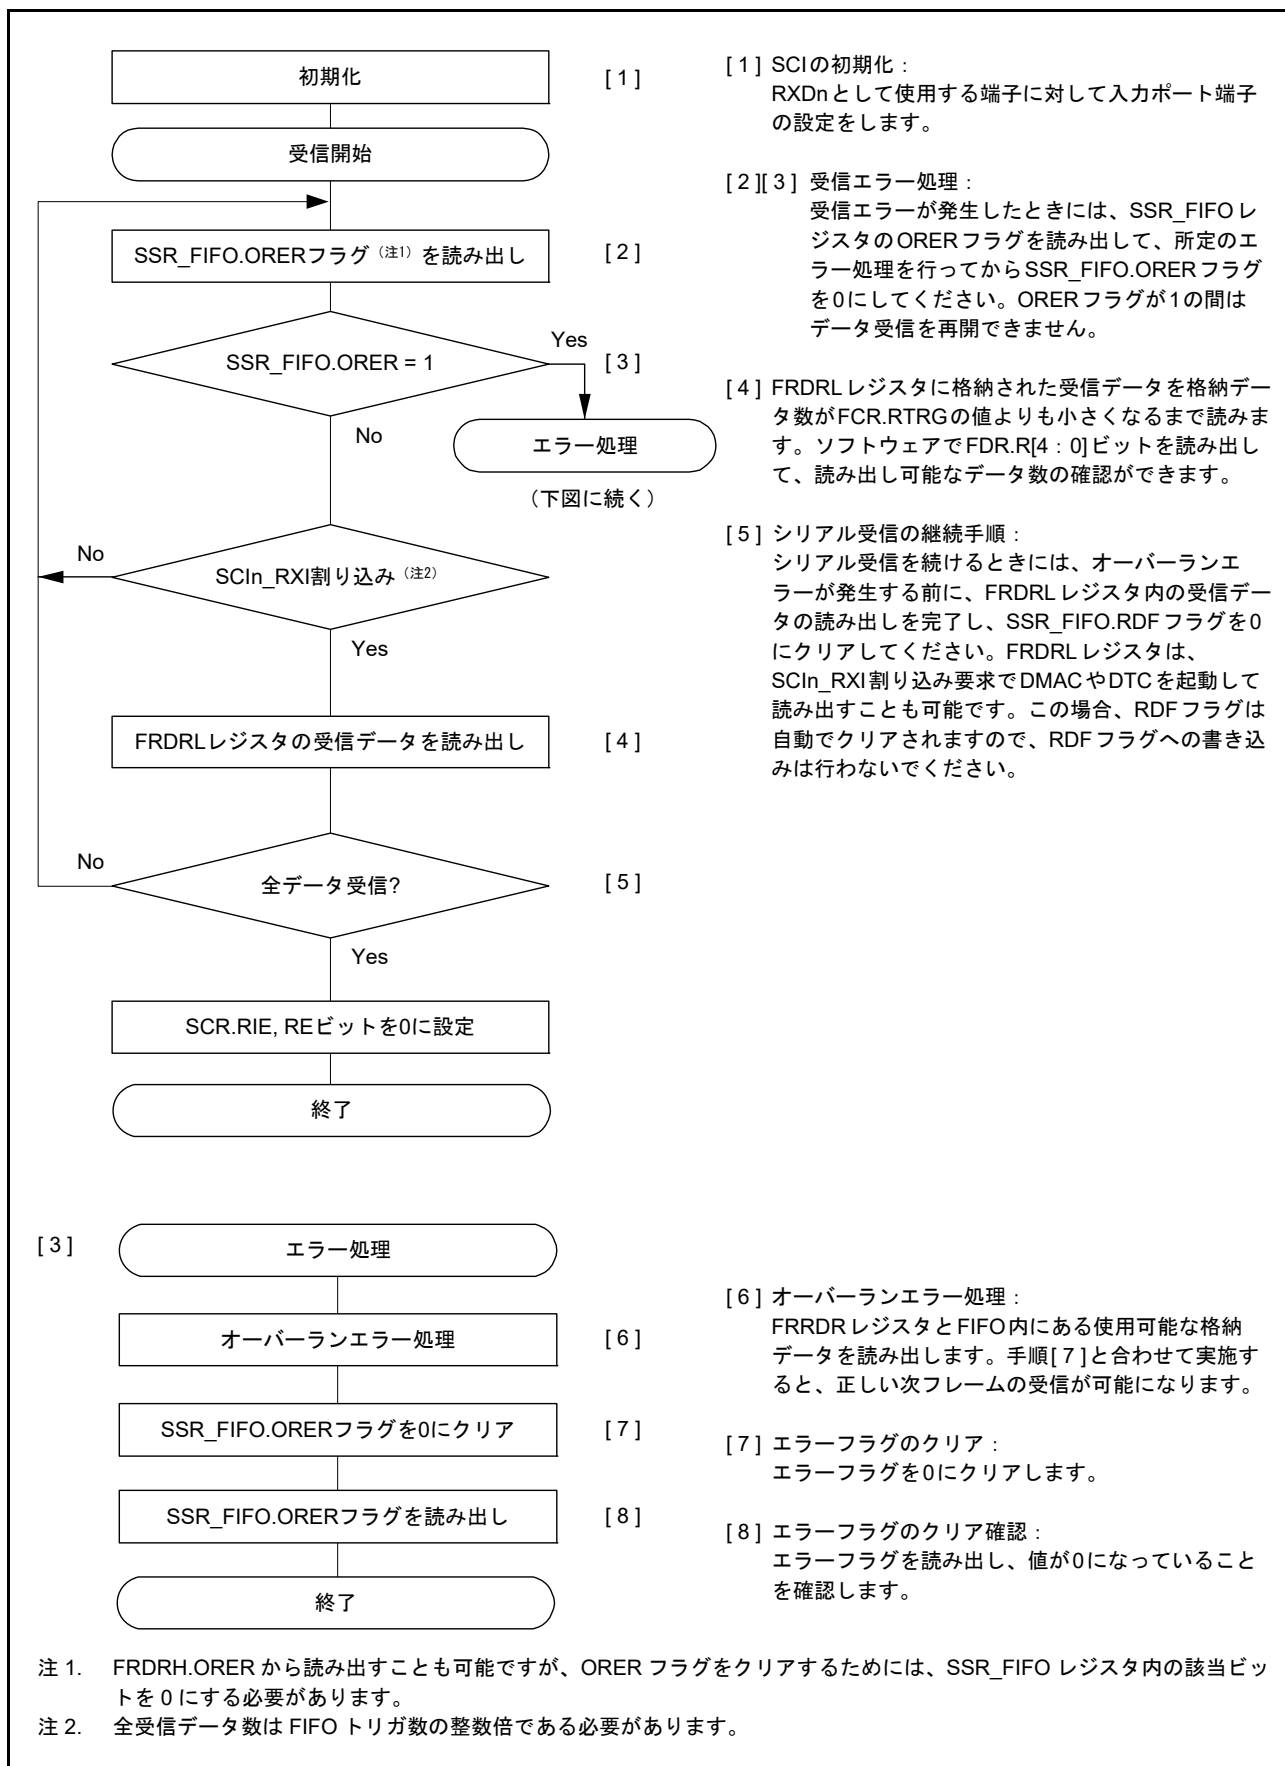 初期化
[ 1 ]
受信開始
SSR_FIFO.ORERフラグ（注1）を読み出し
[ 2 ]
SSR_FIFO.ORER = 1
Yes
[ 3 ]
No
エラー処理
（下図に続く）
No
SCIn_RXI割り込み（注2）
Yes
FRDRLレジスタの受信データを読み出し
[ 4 ]
No
全データ受信?
[ 5 ]
Yes
SCR.RIE, REビットを0に設定
終了
[ 1 ] SCIの初期化：
RXDnとして使用する端子に対して入力ポート端子
の設定をします。
[ 2 ][ 3 ] 受信エラー処理：
受信エラーが発生したときには、SSR_FIFOレ
ジスタのORERフラグを読み出して、所定のエ
ラー処理を行ってからSSR_FIFO.ORERフラグ
を0にしてください。ORERフラグが1の間は
データ受信を再開できません。
[ 4 ] FRDRLレジスタに格納された受信データを格納デー
タ数がFCR.RTRGの値よりも小さくなるまで読みま
す。ソフトウェアでFDR.R[4：0]ビットを読み出し
て、読み出し可能なデータ数の確認ができます。
[ 5 ] シリアル受信の継続手順：
シリアル受信を続けるときには、オーバーランエ
ラーが発生する前に、FRDRLレジスタ内の受信デー
タの読み出しを完了し、SSR_FIFO.RDFフラグを0
にクリアしてください。FRDRLレジスタは、
SCIn_RXI割り込み要求でDMACやDTCを起動して
読み出すことも可能です。この場合、RDFフラグは
自動でクリアされますので、RDFフラグへの書き込
みは行わないでください。
[ 3 ]
エラー処理
オーバーランエラー処理
[ 6 ]
SSR_FIFO.ORERフラグを0にクリア
[ 7 ]
SSR_FIFO.ORERフラグを読み出し
[ 8 ]
終了
[ 6 ] オーバーランエラー処理：
FRRDRレジスタとFIFO内にある使用可能な格納
データを読み出します。手順[ 7 ]と合わせて実施す
ると、正しい次フレームの受信が可能になります。
[ 7 ] エラーフラグのクリア：
エラーフラグを0にクリアします。
[ 8 ] エラーフラグのクリア確認：
エラーフラグを読み出し、値が0になっていること
を確認します。
注 1. FRDRH.ORER から読み出すことも可能ですが、ORER フラグをクリアするためには、SSR_FIFO レジスタ内の該当ビッ
トを 0 にする必要があります。
注 2. 全受信データ数は FIFO トリガ数の整数倍である必要があります。